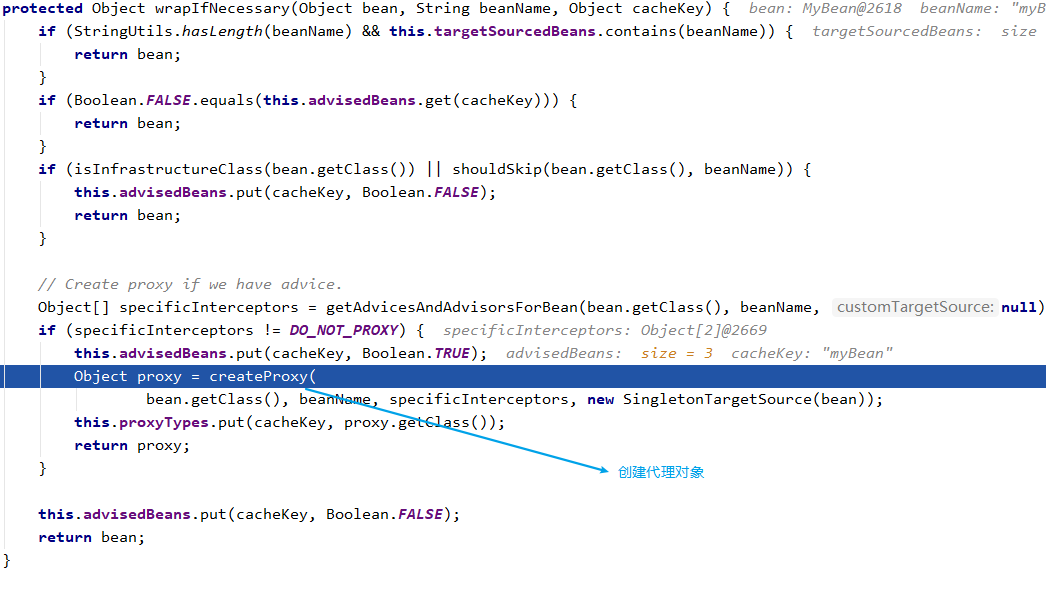 protected Object wrapIfNecessary(Object bean, String beanName, Object cacheKey) {  bean: MyBean@2618  beanName: "myB
    if (StringUtils.hasLength(beanName) && this.targetSourcedBeans.contains(beanName)) {  targetSourcedBeans:  size
        return bean;
    }
    if (Boolean.FALSE.equals(this.advisedBeans.get(cacheKey))) {
        return bean;
    }
    if (isInfrastructureClass(bean.getClass()) || shouldSkip(bean.getClass(), beanName)) {
        this.advisedBeans.put(cacheKey, Boolean.FALSE);
        return bean;
    }
    // Create proxy if we have advice.
    Object[] specificInterceptors = getAdvicesAndAdvisorsForBean(bean.getClass(), beanName, customTargetSource: null)
    if (specificInterceptors != DO_NOT_PROXY) {  specificInterceptors: Object[2]@2669
        this.advisedBeans.put(cacheKey, Boolean.TRUE);  advisedBeans:  size = 3  cacheKey: "myBean"
        Object proxy = createProxy(
                bean.getClass(), beanName, specificInterceptors, new SingletonTargetSource(bean));
        this.proxyTypes.put(cacheKey, proxy.getClass());
        return proxy;
    }
创建代理对象
    this.advisedBeans.put(cacheKey, Boolean.FALSE);
    return bean;
}